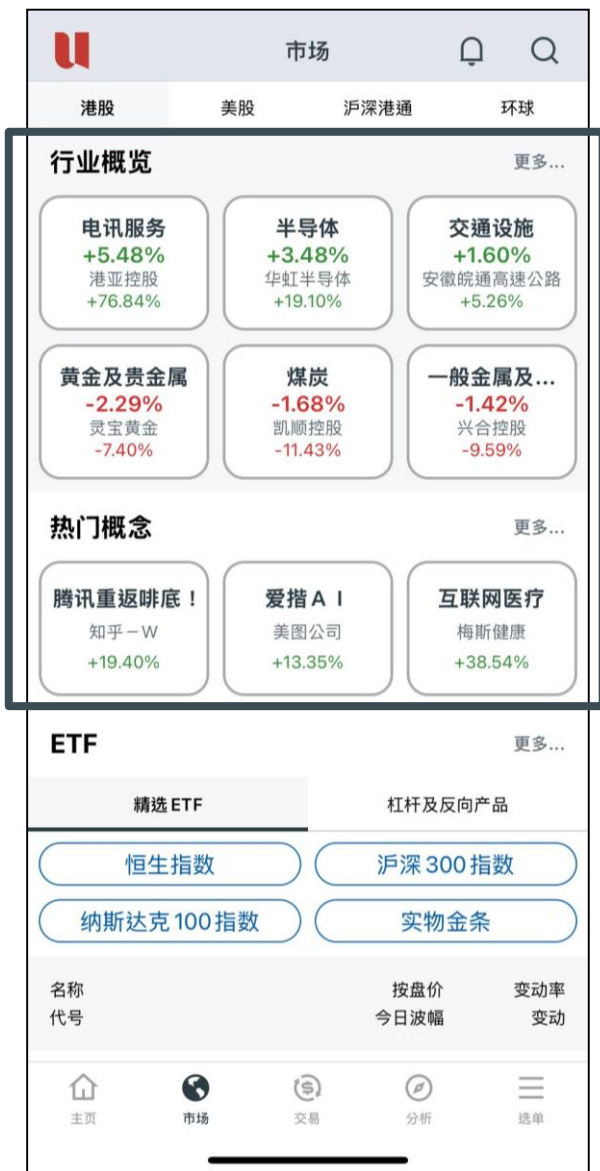 市场
港股 美股 沪深港通 环球
行业概览 更多...
电讯服务 半导体 交通设施
+5.48% +3.48% +1.60%
港亚控股 华虹半导体 安徽皖通高速公路
+76.84% +19.10% +5.26%
黄金及贵金属 煤炭 一般金属及...
-2.29% -1.68% -1.42%
灵宝黄金 凯顺控股 兴合控股
-7.40% -11.43% -9.59%
热门概念 更多...
腾讯重返啡底！ 爱揩ＡＩ 互联网医疗
知乎－W 美图公司 梅斯健康
+19.40% +13.35% +38.54%
ETF 更多...
精选ETF 杠杆及反向产品
恒生指数 沪深300指数
纳斯达克100指数 实物金条
名称 按盘价 变动率
代号 今日波幅 变动
主页 市场 交易 分析 选单